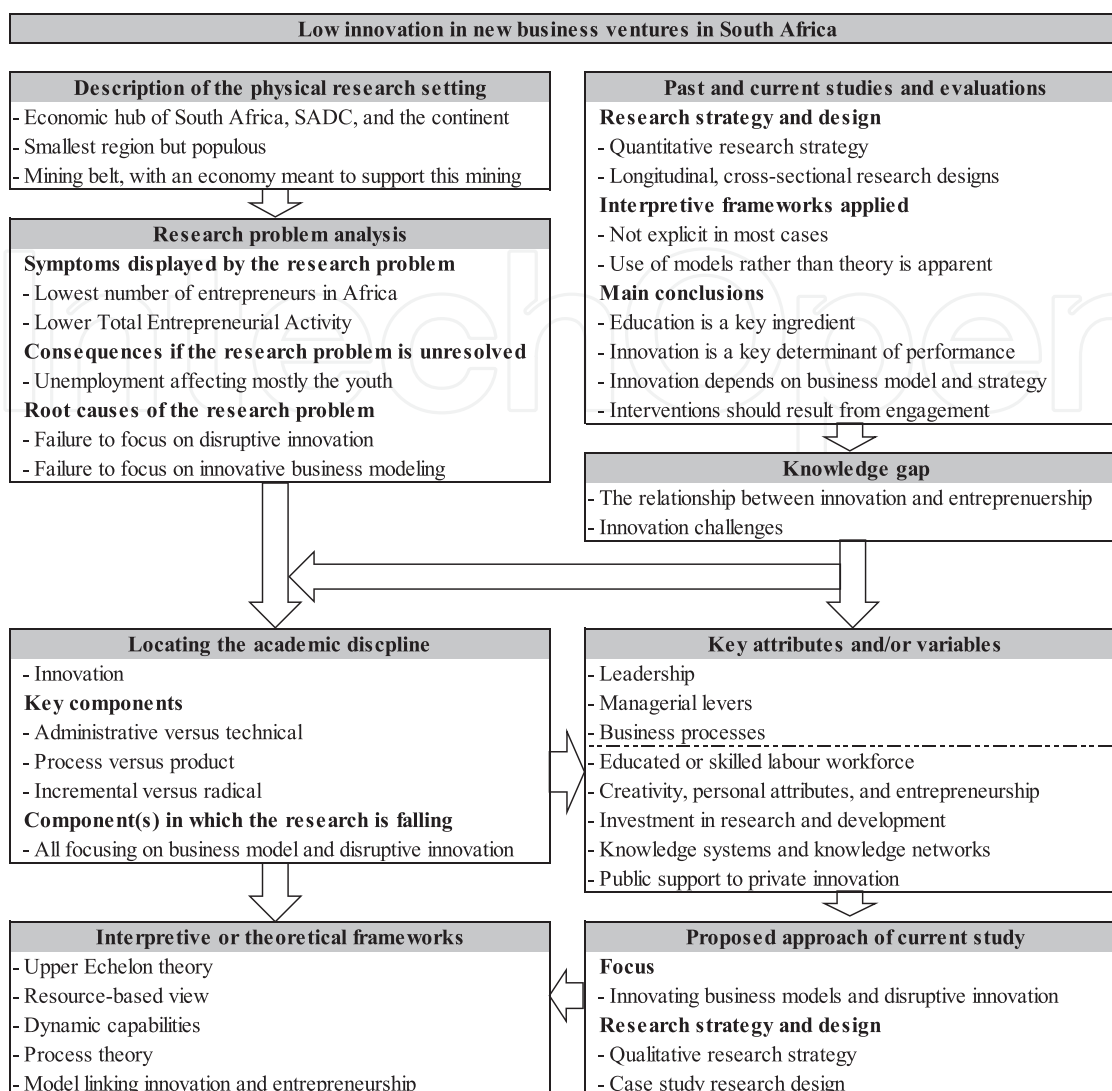 Low innovation in new business ventures in South Africa
Description of the physical research setting
- Economic hub of South Africa, SADC, and the continent
- Smallest region but populous
- Mining belt, with an economy meant to support this mining
Research problem analysis
Symptoms displayed by the research problem
- Lowest number of entrepreneurs in Africa
- Lower Total Entrepreneurial Activity
Consequences if the research problem is unresolved
- Unemployment affecting mostly the youth
Root causes of the research problem
- Failure to focus on disruptive innovation
- Failure to focus on innovative business modeling
Past and current studies and evaluations
Research strategy and design
- Quantitative research strategy
- Longitudinal, cross-sectional research designs
Interpretive frameworks applied
- Not explicit in most cases
- Use of models rather than theory is apparent
Main conclusions
- Education is a key ingredient
- Innovation is a key determinant of performance
- Innovation depends on business model and strategy
- Interventions should result from engagement
Knowledge gap
- The relationship between innovation and entreprenuership
- Innovation challenges
Locating the academic discpline
- Innovation
Key components
- Administrative versus technical
- Process versus product
- Incremental versus radical
Component(s) in which the research is falling
- All focusing on business model and disruptive innovation
Key attributes and/or variables
- Leadership
- Managerial levers
- Business processes
- Educated or skilled labour workforce
- Creativity, personal attributes, and entrepreneurship
- Investment in research and development
- Knowledge systems and knowledge networks
- Public support to private innovation
Interpretive or theoretical frameworks
- Upper Echelon theory
- Resource-based view
- Dynamic capabilities
- Process theory
- Model linking innovation and entrepreneurship
Proposed approach of current study
Focus
- Innovating business models and disruptive innovation
Research strategy and design
- Qualitative research strategy
- Case study research design
IntechOpen